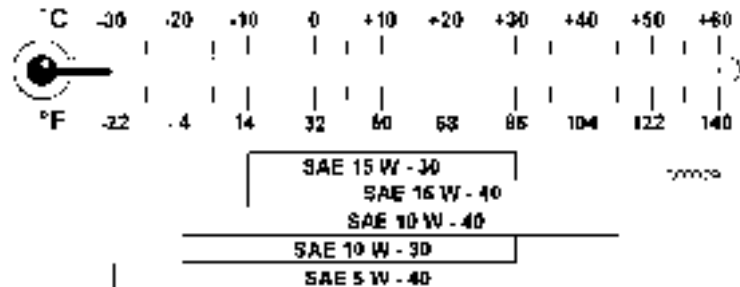 °C -30 -20 -10 0 +10 +20 +30 +40 +50 +60
°F -22 -4 14 32 50 68 86 104 122 140
SAE 15 W - 30
SAE 15 W - 40
SAE 10 W - 40
SAE 10 W - 30
SAE 5 W - 40